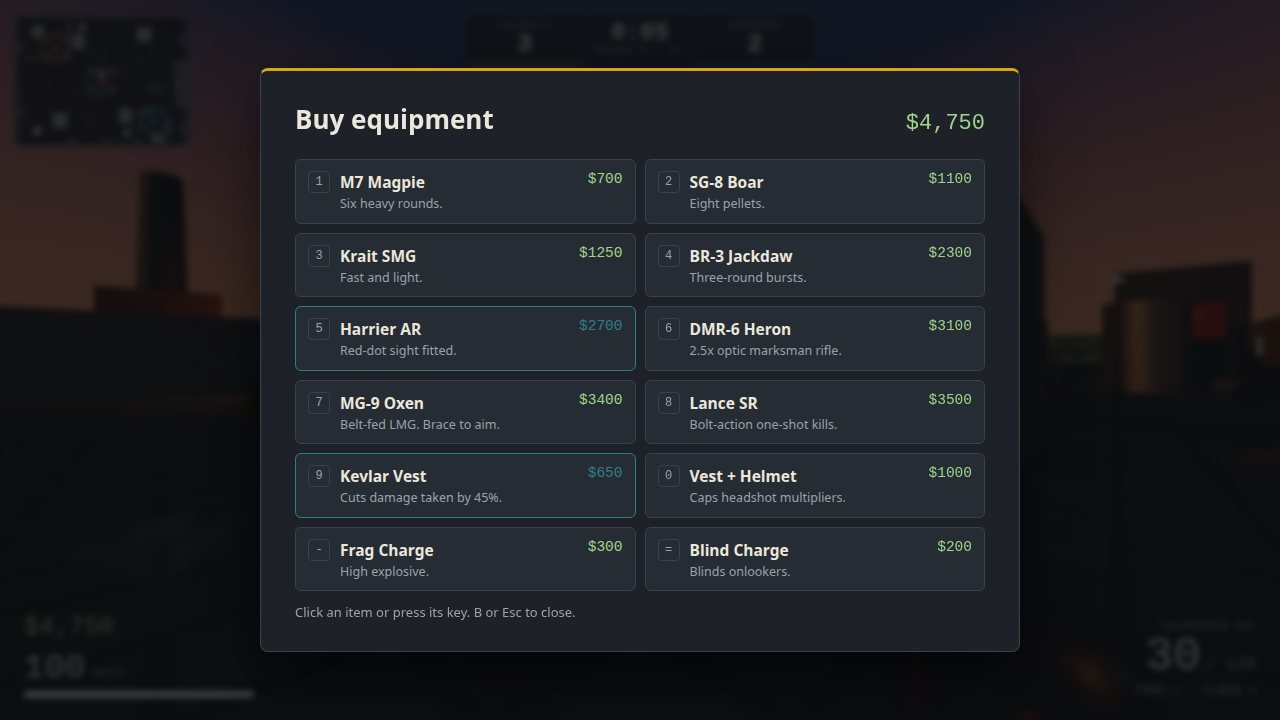 3
0:05
2
Buy equipment
$4,750
1 M7 Magpie $700
Six heavy rounds.
2 SG-8 Boar $1100
Eight pellets.
3 Krait SMG $1250
Fast and light.
4 BR-3 Jackdaw $2300
Three-round bursts.
5 Harrier AR $2700
Red-dot sight fitted.
6 DMR-6 Heron $3100
2.5x optic marksman rifle.
7 MG-9 Oxen $3400
Belt-fed LMG. Brace to aim.
8 Lance SR $3500
Bolt-action one-shot kills.
9 Kevlar Vest $650
Cuts damage taken by 45%.
0 Vest + Helmet $1000
Caps headshot multipliers.
- Frag Charge $300
High explosive.
= Blind Charge $200
Blinds onlookers.
Click an item or press its key. B or Esc to close.
$4,750
100
30